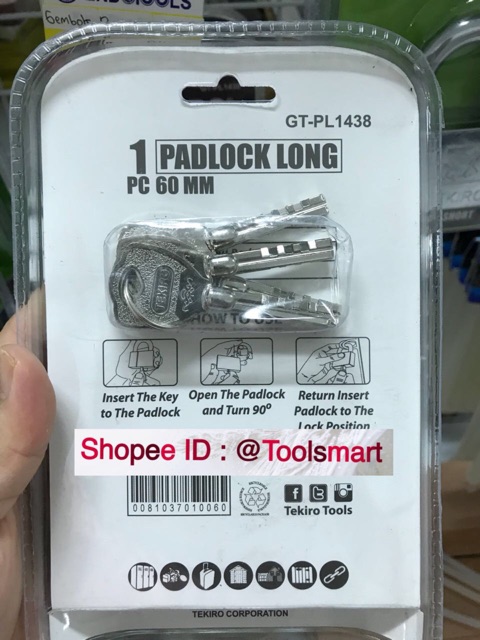 Gembok
GT-PL1438
1 PADLOCK LONG
PC 60 MM
TEKIRO
HOW TO USE
Insert The Key
to The Padlock
Open The Padlock
and Turn 90°
Return Insert
Padlock to The
Lock Position
Shopee ID : @Toolsmart
0081037010060
Tekiro Tools
TEKIRO CORPORATION